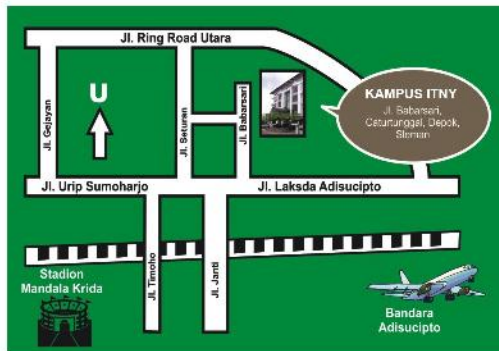 Jl. Ring Road Utara
KAMPUS ITNY
Jl. Babarsari,
Caturtunggal, Depok,
Sleman
U
Jl. Gejayan
Jl. Seturan
Jl. Babarsari
Jl. Urip Sumoharjo
Jl. Laksda Adisucipto
Jl. Timoho
Jl. Janti
Stadion
Mandala Krida
Bandara
Adisucipto